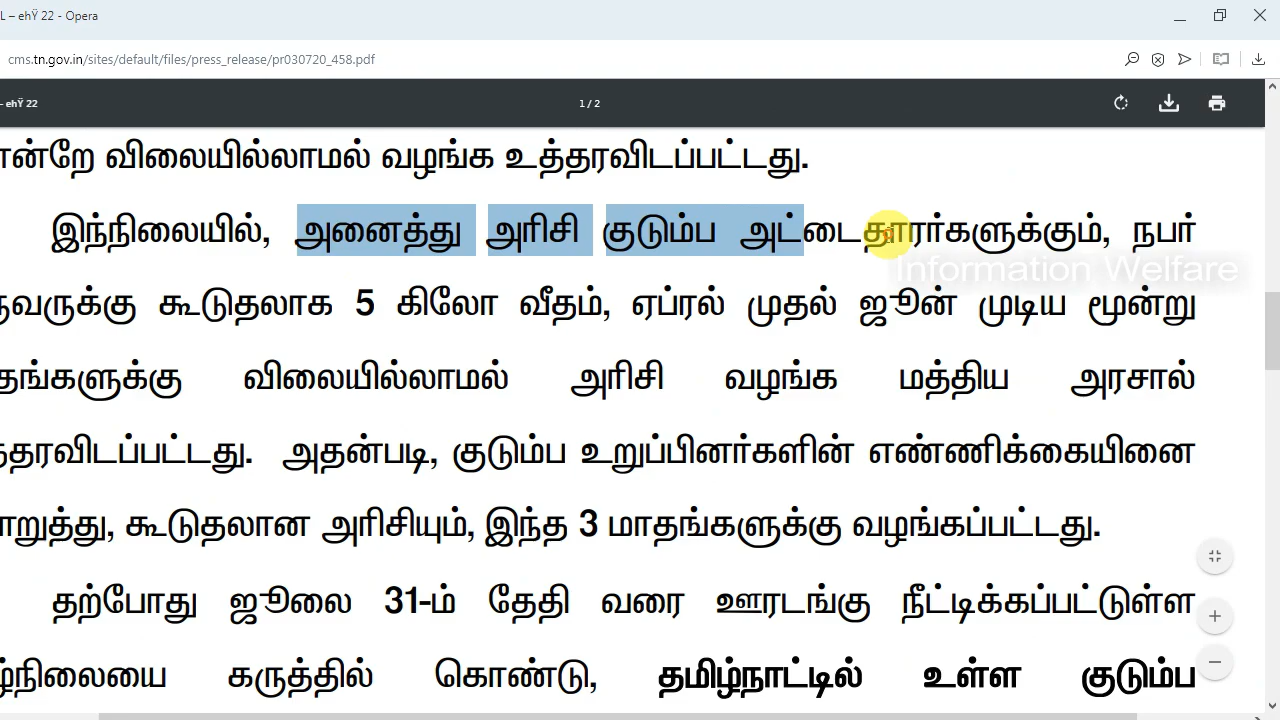 L – ehŸ 22 - Opera
cms.tn.gov.in/sites/default/files/press_release/pr030720_458.pdf
– ehŸ 22
1 / 2
ான்றே விலையில்லாமல் வழங்க உத்தரவிடப்பட்டது.
இந்நிலையில், அனைத்து அரிசி குடும்ப அட்டைதாரர்களுக்கும், நபர்
Information Welfare
ருவருக்கு கூடுதலாக 5 கிலோ வீதம், ஏப்ரல் முதல் ஜூன் முடிய மூன்று
தங்களுக்கு விலையில்லாமல் அரிசி வழங்க மத்திய அரசால்
த்தரவிடப்பட்டது. அதன்படி, குடும்ப உறுப்பினர்களின் எண்ணிக்கையினை
ாறுத்து, கூடுதலான அரிசியும், இந்த 3 மாதங்களுக்கு வழங்கப்பட்டது.
தற்போது ஜூலை 31-ம் தேதி வரை ஊரடங்கு நீட்டிக்கப்பட்டுள்ள
ழ்நிலையை கருத்தில் கொண்டு, தமிழ்நாட்டில் உள்ள குடும்ப